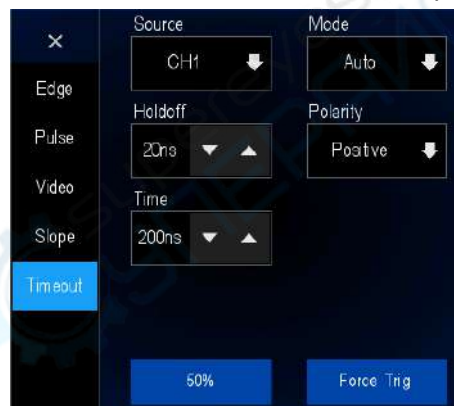 Source
Mode
CH1
Auto
Edge
Holdoff
Polarity
Pulse
20ns
Positive
Video
Time
Slope
200ns
Timeout
50%
Force Trig